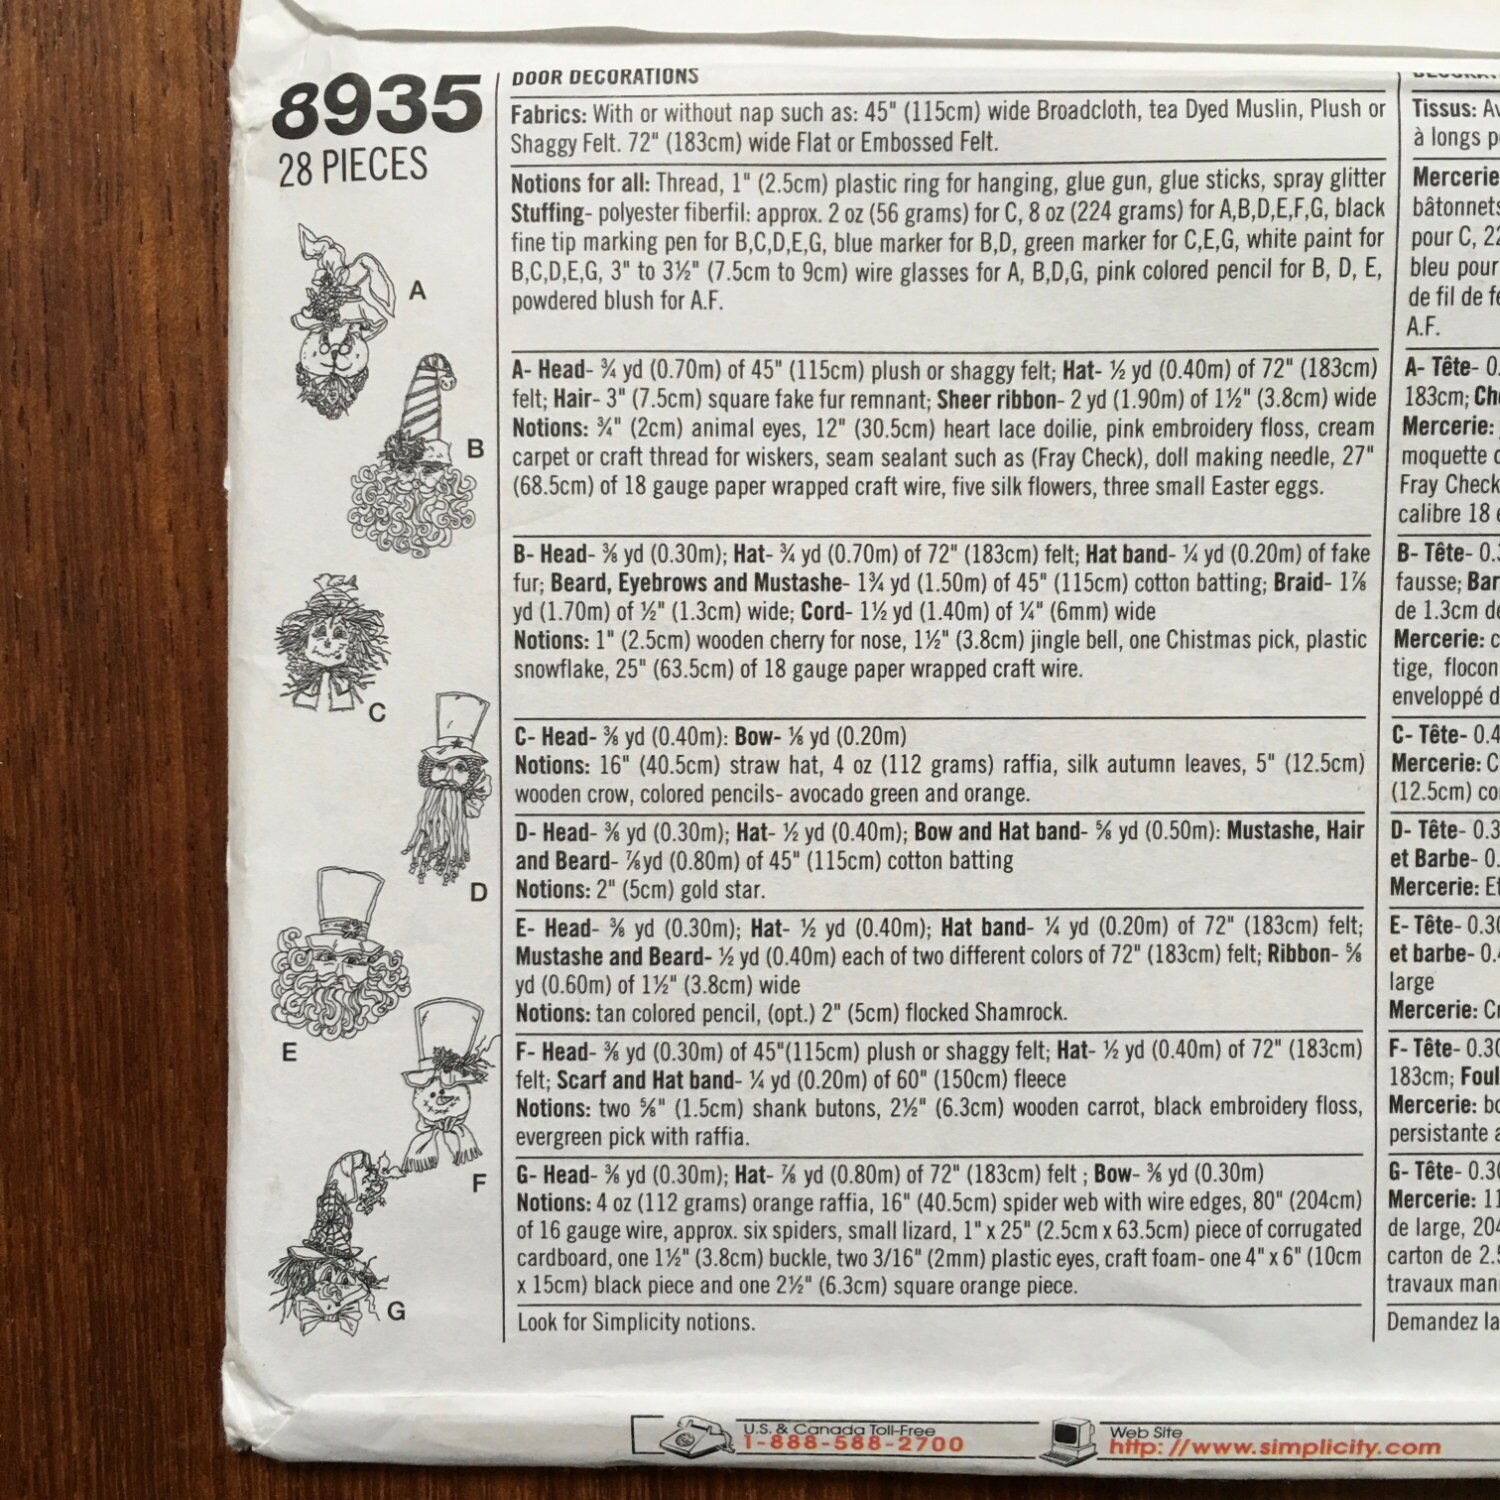 8935
28 PIECES
A
B
C
D
E
F
G
DOOR DECORATIONS
Fabrics: With or without nap such as: 45" (115cm) wide Broadcloth, tea Dyed Muslin, Plush or
Shaggy Felt. 72" (183cm) wide Flat or Embossed Felt.
Notions for all: Thread, 1" (2.5cm) plastic ring for hanging, glue gun, glue sticks, spray glitter
Stuffing- polyester fiberfil: approx. 2 oz (56 grams) for C, 8 oz (224 grams) for A,B,D,E,F,G, black
fine tip marking pen for B,C,D,E,G, blue marker for B,D, green marker for C,E,G, white paint for
B,C,D,E,G, 3" to 3½" (7.5cm to 9cm) wire glasses for A, B,D,G, pink colored pencil for B, D, E,
powdered blush for A.F.
A- Head- ¾ yd (0.70m) of 45" (115cm) plush or shaggy felt; Hat- ½ yd (0.40m) of 72" (183cm)
felt; Hair- 3" (7.5cm) square fake fur remnant; Sheer ribbon- 2 yd (1.90m) of 1½" (3.8cm) wide
Notions: ¾" (2cm) animal eyes, 12" (30.5cm) heart lace doilie, pink embroidery floss, cream
carpet or craft thread for wiskers, seam sealant such as (Fray Check), doll making needle, 27"
(68.5cm) of 18 gauge paper wrapped craft wire, five silk flowers, three small Easter eggs.
B- Head- ⅜ yd (0.30m); Hat- ¾ yd (0.70m) of 72" (183cm) felt; Hat band- ¼ yd (0.20m) of fake
fur; Beard, Eyebrows and Mustashe- 1¾ yd (1.50m) of 45" (115cm) cotton batting; Braid- 1⅞
yd (1.70m) of ½" (1.3cm) wide; Cord- 1½ yd (1.40m) of ¼" (6mm) wide
Notions: 1" (2.5cm) wooden cherry for nose, 1½" (3.8cm) jingle bell, one Chistmas pick, plastic
snowflake, 25" (63.5cm) of 18 gauge paper wrapped craft wire.
C- Head- ⅜ yd (0.40m): Bow- ⅛ yd (0.20m)
Notions: 16" (40.5cm) straw hat, 4 oz (112 grams) raffia, silk autumn leaves, 5" (12.5cm)
wooden crow, colored pencils- avocado green and orange.
D- Head- ⅜ yd (0.30m); Hat- ½ yd (0.40m); Bow and Hat band- ⅝ yd (0.50m): Mustashe, Hair
and Beard- ⅞yd (0.80m) of 45" (115cm) cotton batting
Notions: 2" (5cm) gold star.
E- Head- ⅜ yd (0.30m); Hat- ½ yd (0.40m); Hat band- ¼ yd (0.20m) of 72" (183cm) felt;
Mustashe and Beard- ½ yd (0.40m) each of two different colors of 72" (183cm) felt; Ribbon- ⅝
yd (0.60m) of 1½" (3.8cm) wide
Notions: tan colored pencil, (opt.) 2" (5cm) flocked Shamrock.
F- Head- ⅜ yd (0.30m) of 45"(115cm) plush or shaggy felt; Hat- ½ yd (0.40m) of 72" (183cm)
felt; Scarf and Hat band- ¼ yd (0.20m) of 60" (150cm) fleece
Notions: two ⅝" (1.5cm) shank butons, 2½" (6.3cm) wooden carrot, black embroidery floss,
evergreen pick with raffia.
G- Head- ⅜ yd (0.30m); Hat- ⅞ yd (0.80m) of 72" (183cm) felt ; Bow- ⅜ yd (0.30m)
Notions: 4 oz (112 grams) orange raffia, 16" (40.5cm) spider web with wire edges, 80" (204cm)
of 16 gauge wire, approx. six spiders, small lizard, 1" x 25" (2.5cm x 63.5cm) piece of corrugated
cardboard, one 1½" (3.8cm) buckle, two 3/16" (2mm) plastic eyes, craft foam- one 4" x 6" (10cm
x 15cm) black piece and one 2½" (6.3cm) square orange piece.
Look for Simplicity notions.
Tissus:
à longs
Mercerie
bâtonnets
pour C, 22
bleu pour
de fil de
A.F.
A- Tête- 0.
183cm;
Mercerie:
moquette
Fray Check
calibre 18
B- Tête- 0.
fausse;
de 1.3cm
Mercerie:
tige, flocon
enveloppé
C- Tête- 0.4
Mercerie:
(12.5cm)
D- Tête- 0.3
et Barbe- 0.
Mercerie:
E- Tête- 0.30
et barbe- 0.
large
Mercerie:
F- Tête- 0.30
183cm;
Mercerie:
persistante
G- Tête- 0.30
Mercerie: 11
de large, 204
carton de 2.5
travaux
Demandez
U.S. & Canada Toll-Free
1-888-588-2700
Web Site
http: //www.simplicity.com